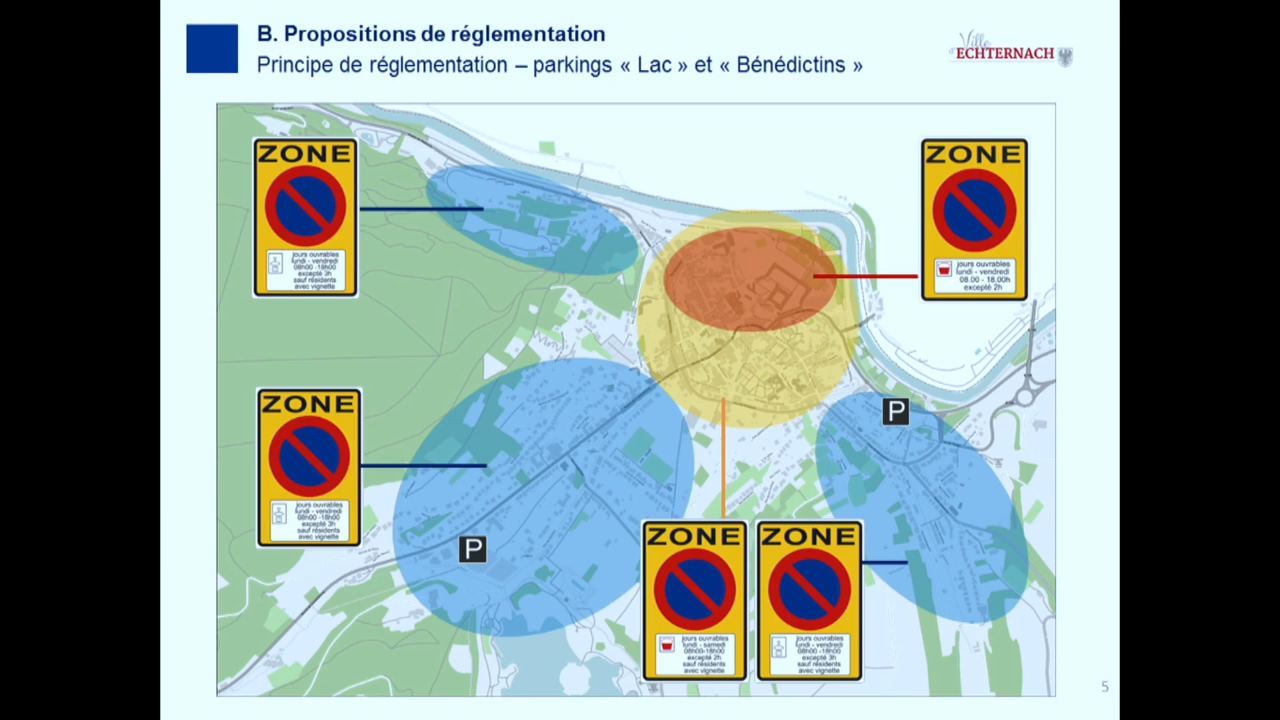 B. Propositions de réglementation
Principe de réglementation – parkings « Lac » et « Bénédictins »
Ville
d'ECHTERNACH
ZONE
jours ouvrables
lundi - vendredi
08h00 -18h00
excepté 3h
sauf résidents
avec vignette
ZONE
jours ouvrables
lundi - vendredi
08.00 - 18.00h
excepté 2h
ZONE
jours ouvrables
lundi - vendredi
08h00 -18h00
excepté 3h
sauf résidents
avec vignette
P
P
ZONE
jours ouvrables
lundi - samedi
08h00-18h00
excepté 2h
sauf résidents
avec vignette
ZONE
jours ouvrables
lundi - vendredi
08h00 -18h00
excepté 3h
sauf résidents
avec vignette
5